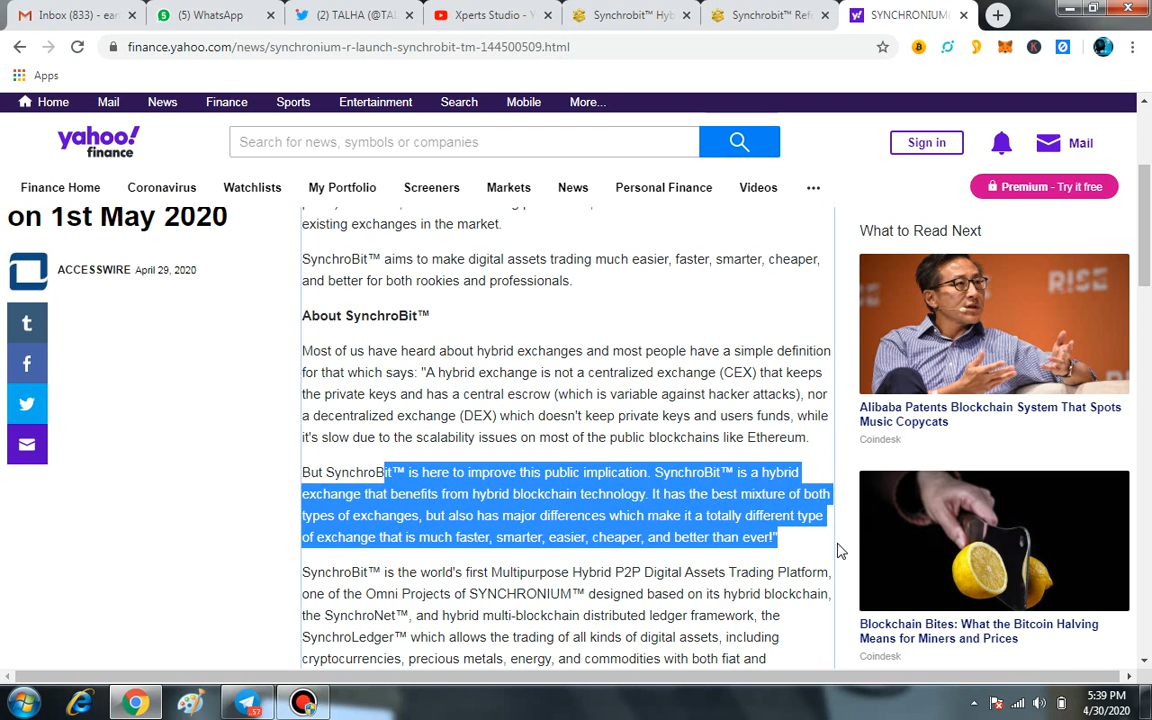 Inbox (833) - ear
(5) WhatsApp
(2) TALHA (@TAL
Xperts Studio - Y
Synchrobit™ Hyb
Synchrobit™ Refe
SYNCHRONIUM
finance.yahoo.com/news/synchronium-r-launch-synchrobit-tm-144500509.html
Apps
Home Mail News Finance Sports Entertainment Search Mobile More...
yahoo!
finance
Search for news, symbols or companies
Sign in
Mail
Finance Home Coronavirus Watchlists My Portfolio Screeners Markets News Personal Finance Videos •••
Premium - Try it free
on 1st May 2020
ACCESSWIRE April 29, 2020
existing exchanges in the market.
SynchroBit™ aims to make digital assets trading much easier, faster, smarter, cheaper,
and better for both rookies and professionals.
About SynchroBit™
Most of us have heard about hybrid exchanges and most people have a simple definition
for that which says: "A hybrid exchange is not a centralized exchange (CEX) that keeps
the private keys and has a central escrow (which is variable against hacker attacks), nor
a decentralized exchange (DEX) which doesn't keep private keys and users funds, while
it's slow due to the scalability issues on most of the public blockchains like Ethereum.
But SynchroBit™ is here to improve this public implication. SynchroBit™ is a hybrid
exchange that benefits from hybrid blockchain technology. It has the best mixture of both
types of exchanges, but also has major differences which make it a totally different type
of exchange that is much faster, smarter, easier, cheaper, and better than ever!"
SynchroBit™ is the world's first Multipurpose Hybrid P2P Digital Assets Trading Platform,
one of the Omni Projects of SYNCHRONIUM™ designed based on its hybrid blockchain,
the SynchroNet™, and hybrid multi-blockchain distributed ledger framework, the
SynchroLedger™ which allows the trading of all kinds of digital assets, including
cryptocurrencies, precious metals, energy, and commodities with both fiat and
What to Read Next
RISE
Alibaba Patents Blockchain System That Spots
Music Copycats
Coindesk
Blockchain Bites: What the Bitcoin Halving
Means for Miners and Prices
Coindesk
57
5:39 PM
4/30/2020